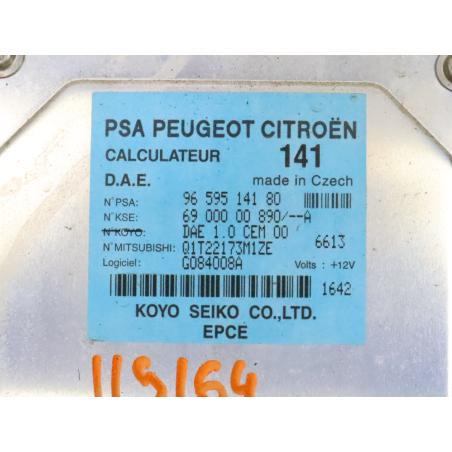 PSA PEUGEOT CITROËN
CALCULATEUR 141
D.A.E. made in Czech
N°PSA: 96 595 141 80
N°KSE: 69 000 00 890/--A
N°KOYO: DAE 1.0 CEM 00
N°MITSUBISHI: Q1T22173M1ZE 6613
Logiciel: G084008A Volts : +12V
1642
KOYO SEIKO CO.,LTD.
EPCE
119164